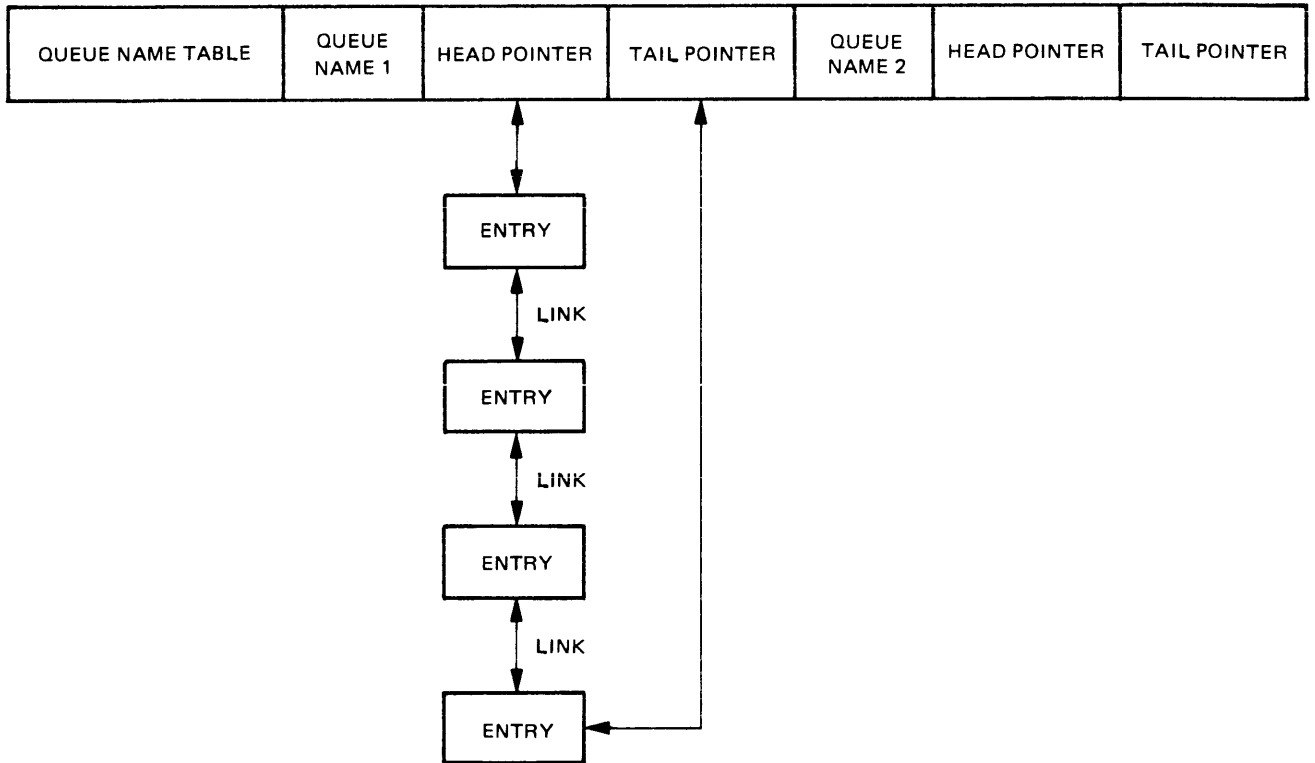 QUEUE NAME TABLE
QUEUE
NAME 1
HEAD POINTER
TAIL POINTER
QUEUE
NAME 2
HEAD POINTER
TAIL POINTER
ENTRY
LINK
ENTRY
LINK
ENTRY
LINK
ENTRY